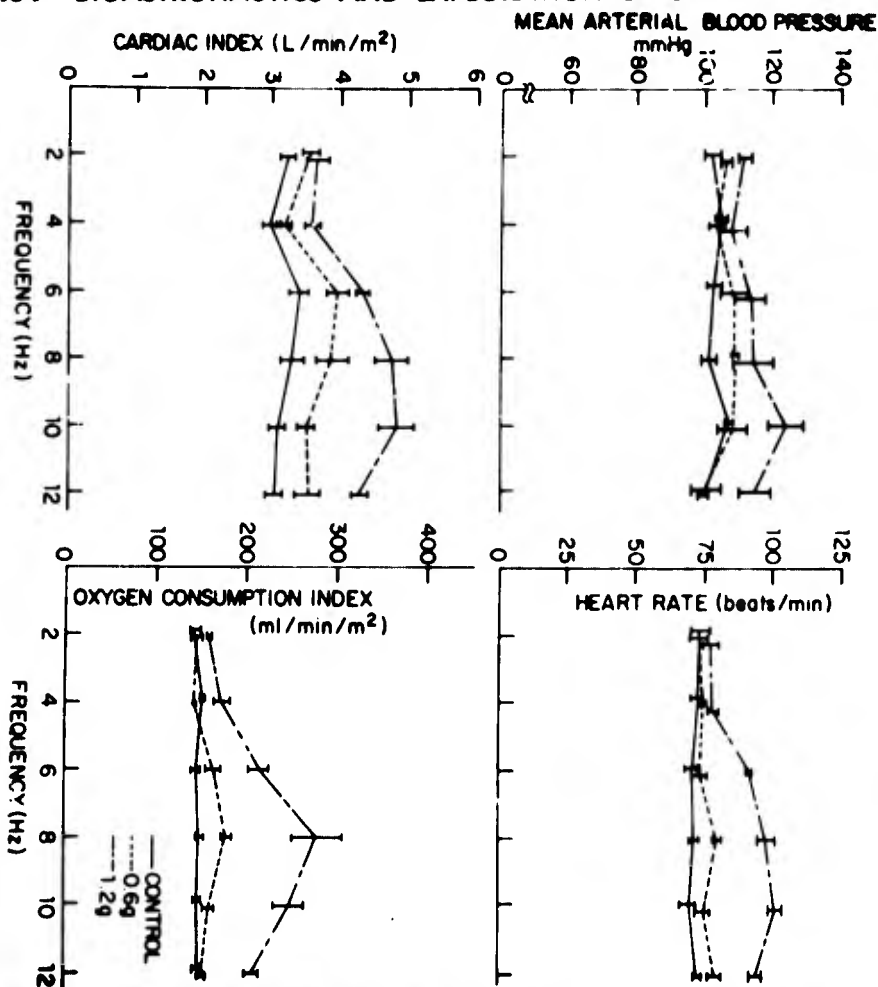 MEAN ARTERIAL BLOOD PRESSURE
mmHg
0 60 80 100 120 140
CARDIAC INDEX (L/min/m²)
0 1 2 3 4 5 6
2 4 6 8 10 12
FREQUENCY (Hz)
HEART RATE (beats/min)
0 25 50 75 100 125
OXYGEN CONSUMPTION INDEX
(ml/min/m²)
0 100 200 300 4000
2 4 6 8 10 12
FREQUENCY (Hz)
CONTROL
0.6g
1.2g